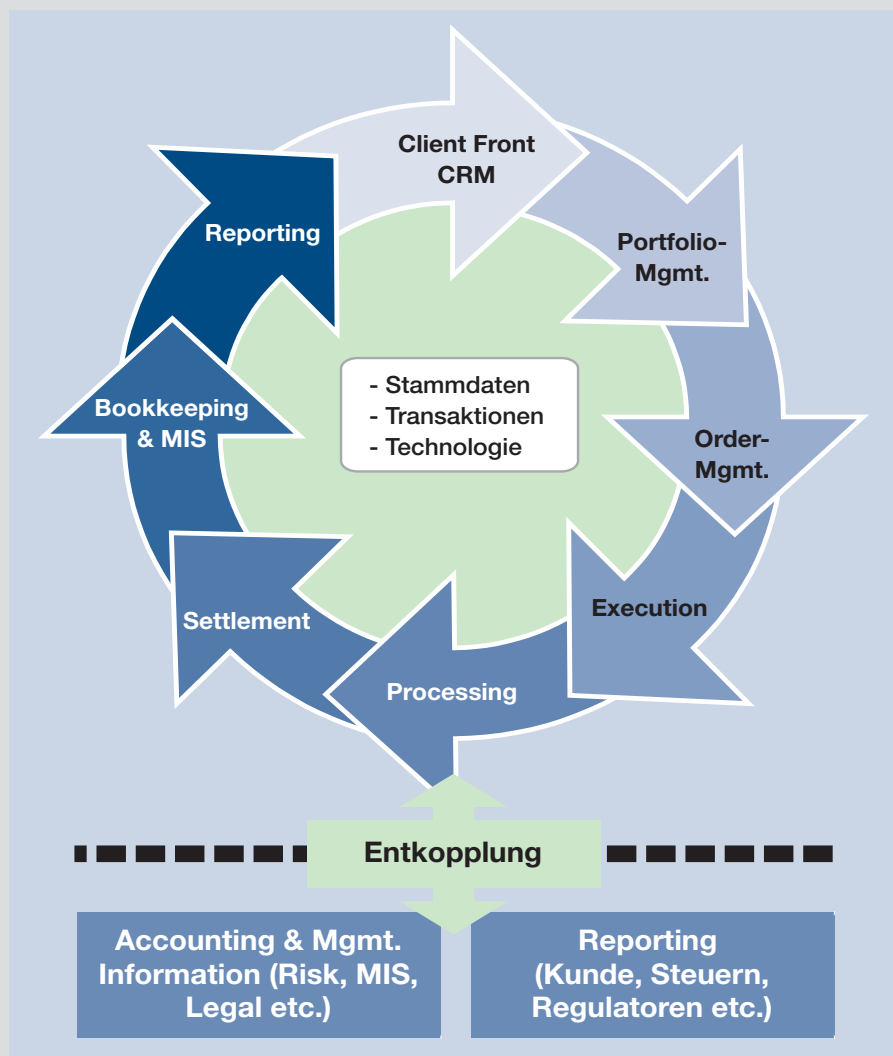 Client Front
CRM
Portfolio-
Mgmt.
Order-
Mgmt.
Execution
Processing
Settlement
Bookkeeping
& MIS
Reporting
- Stammdaten
- Transaktionen
- Technologie
Entkopplung
Accounting & Mgmt.
Information (Risk, MIS,
Legal etc.)
Reporting
(Kunde, Steuern,
Regulatoren etc.)